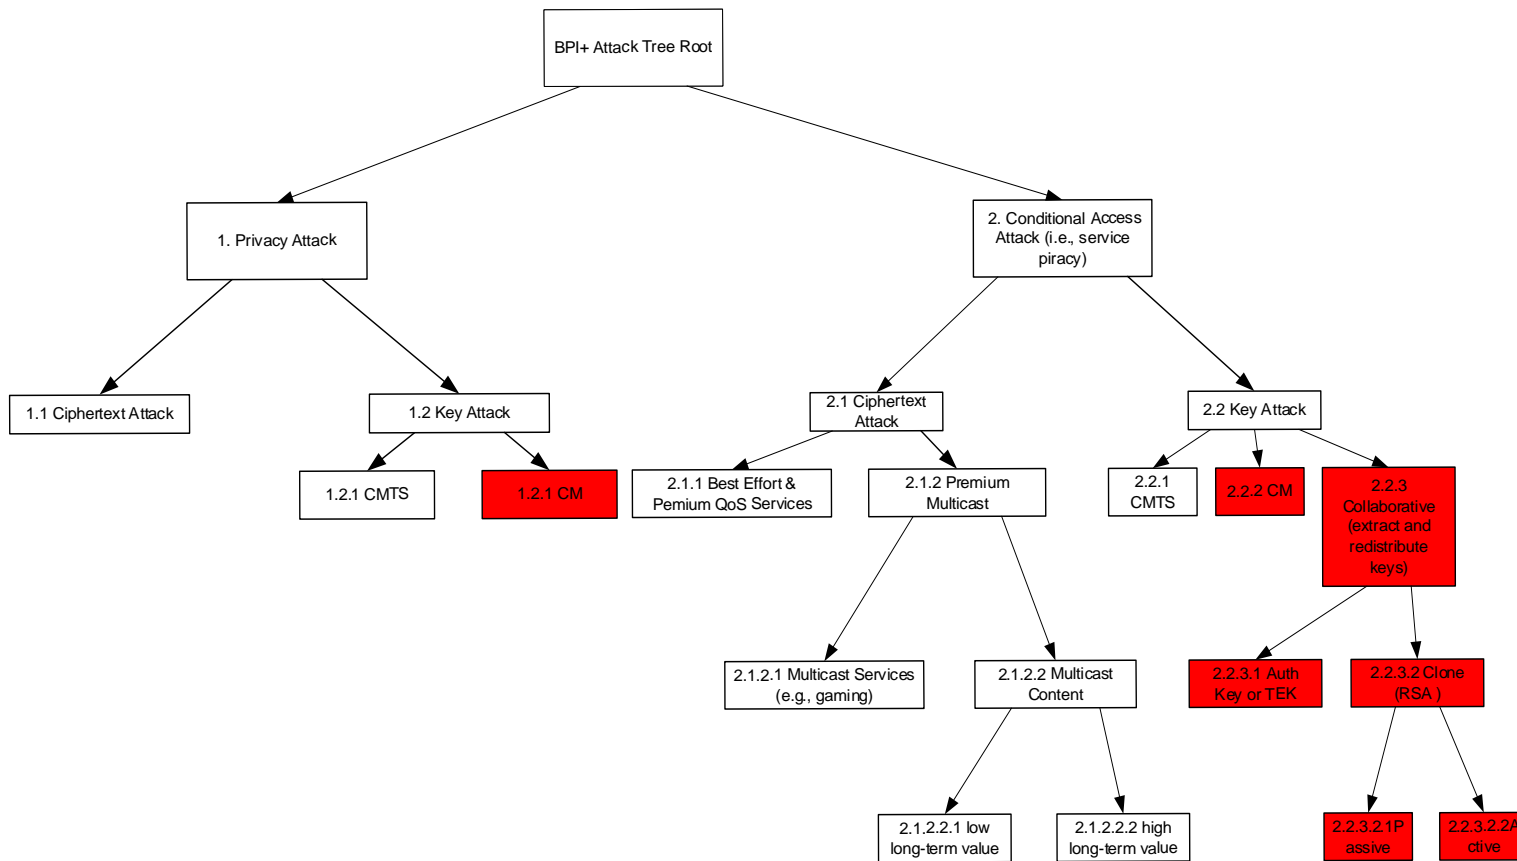 BPI+ Attack Tree Root
1. Privacy Attack
2. Conditional Access
Attack (i.e., service
piracy)
1.1 Ciphertext Attack
1.2 Key Attack
2.1 Ciphertext
Attack
2.2 Key Attack
1.2.1 CMTS
1.2.1 CM
2.1.1 Best Effort &
Pemium QoS Services
2.1.2 Premium
Multicast
2.2.1
CMTS
2.2.2 CM
2.2.3
Collaborative
(extract and
redistribute
keys)
2.1.2.1 Multicast Services
(e.g., gaming)
2.1.2.2 Multicast
Content
2.2.3.1 Auth
Key or TEK
2.2.3.2 Clone
(RSA )
2.1.2.2.1 low
long-term value
2.1.2.2.2 high
long-term value
2.2.3.2.1P
assive
2.2.3.2.2A
ctive